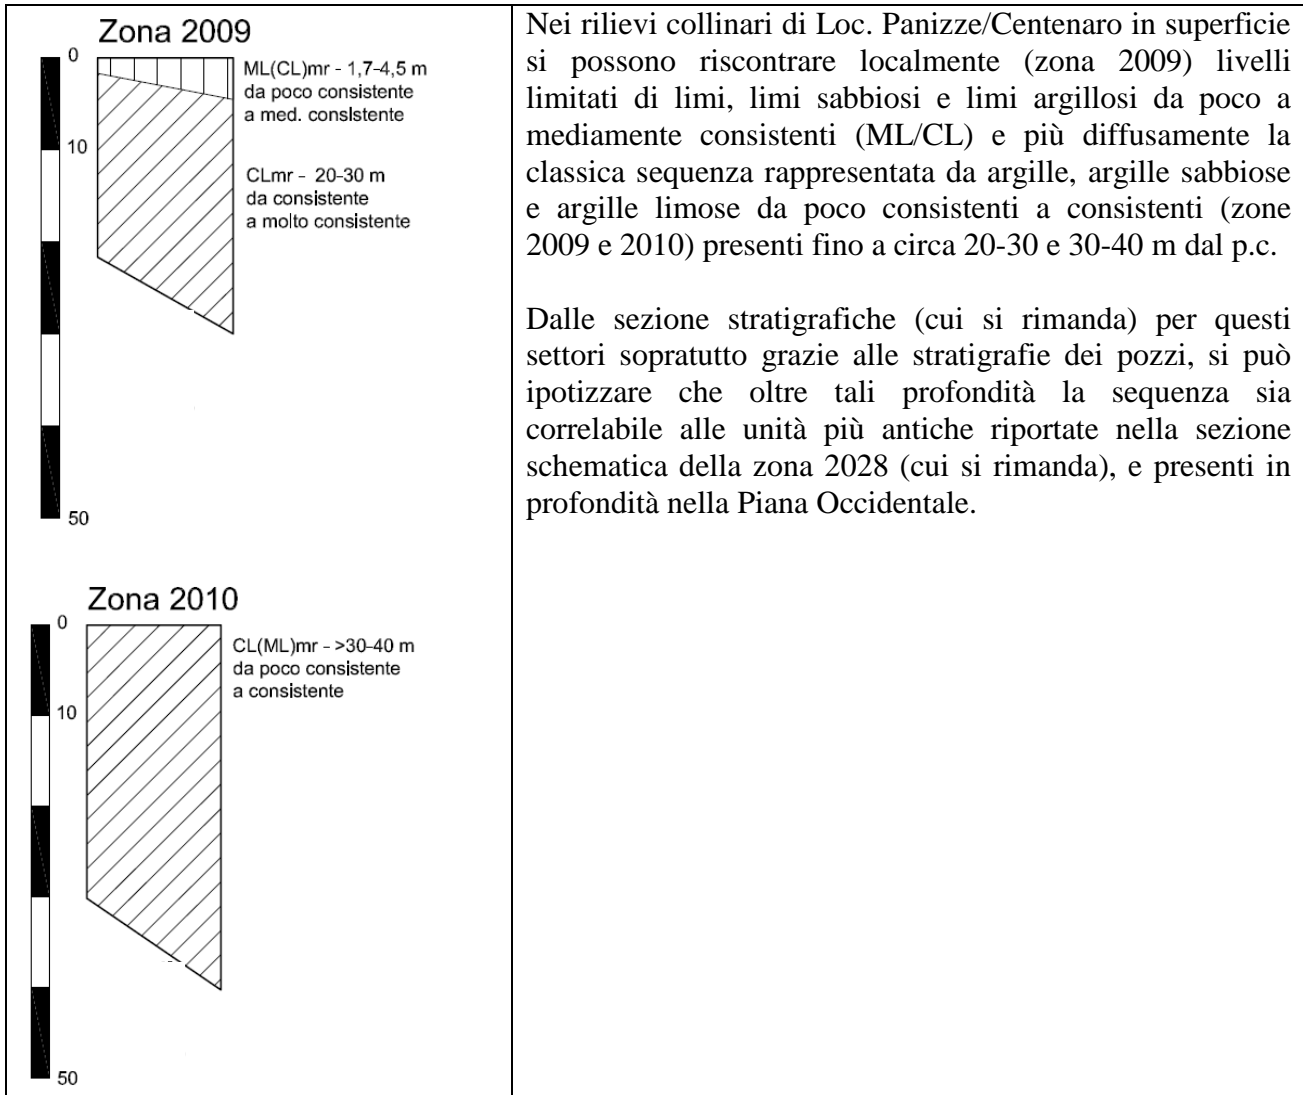 Zona 2009
0
10
50
ML(CL)mr - 1,7-4,5 m
da poco consistente
a med. consistente
CLmr - 20-30 m
da consistente
a molto consistente
Zona 2010
0
10
50
CL(ML)mr - >30-40 m
da poco consistente
a consistente
Nei rilievi collinari di Loc. Panizze/Centenaro in superficie
si possono riscontrare localmente (zona 2009) livelli
limitati di limi, limi sabbiosi e limi argillosi da poco a
mediamente consistenti (ML/CL) e più diffusamente la
classica sequenza rappresentata da argille, argille sabbiose
e argille limose da poco consistenti a consistenti (zone
2009 e 2010) presenti fino a circa 20-30 e 30-40 m dal p.c.
Dalle sezione stratigrafiche (cui si rimanda) per questi
settori sopratutto grazie alle stratigrafie dei pozzi, si può
ipotizzare che oltre tali profondità la sequenza sia
correlabile alle unità più antiche riportate nella sezione
schematica della zona 2028 (cui si rimanda), e presenti in
profondità nella Piana Occidentale.